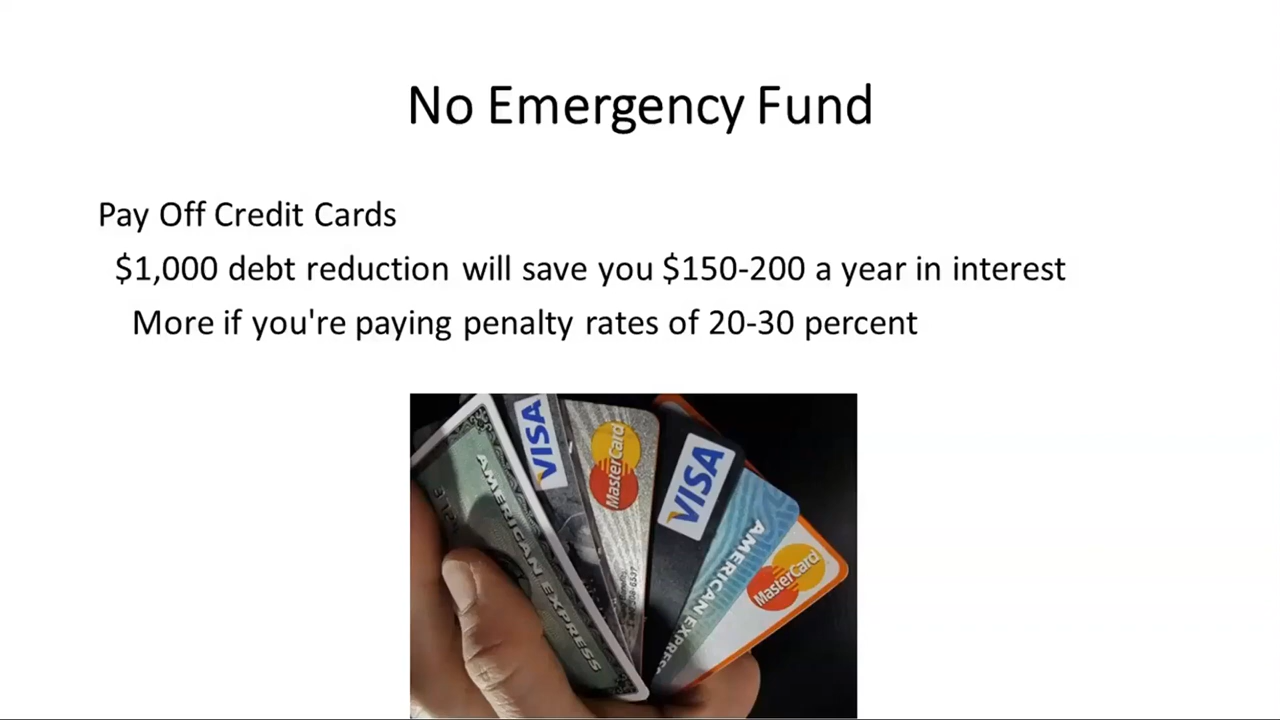 No Emergency Fund
Pay Off Credit Cards
$1,000 debt reduction will save you $150-200 a year in interest
More if you're paying penalty rates of 20-30 percent
AMERICAN EXPRESS
VISA
MasterCard
VISA
AMERICAN EXPRESS
MasterCard